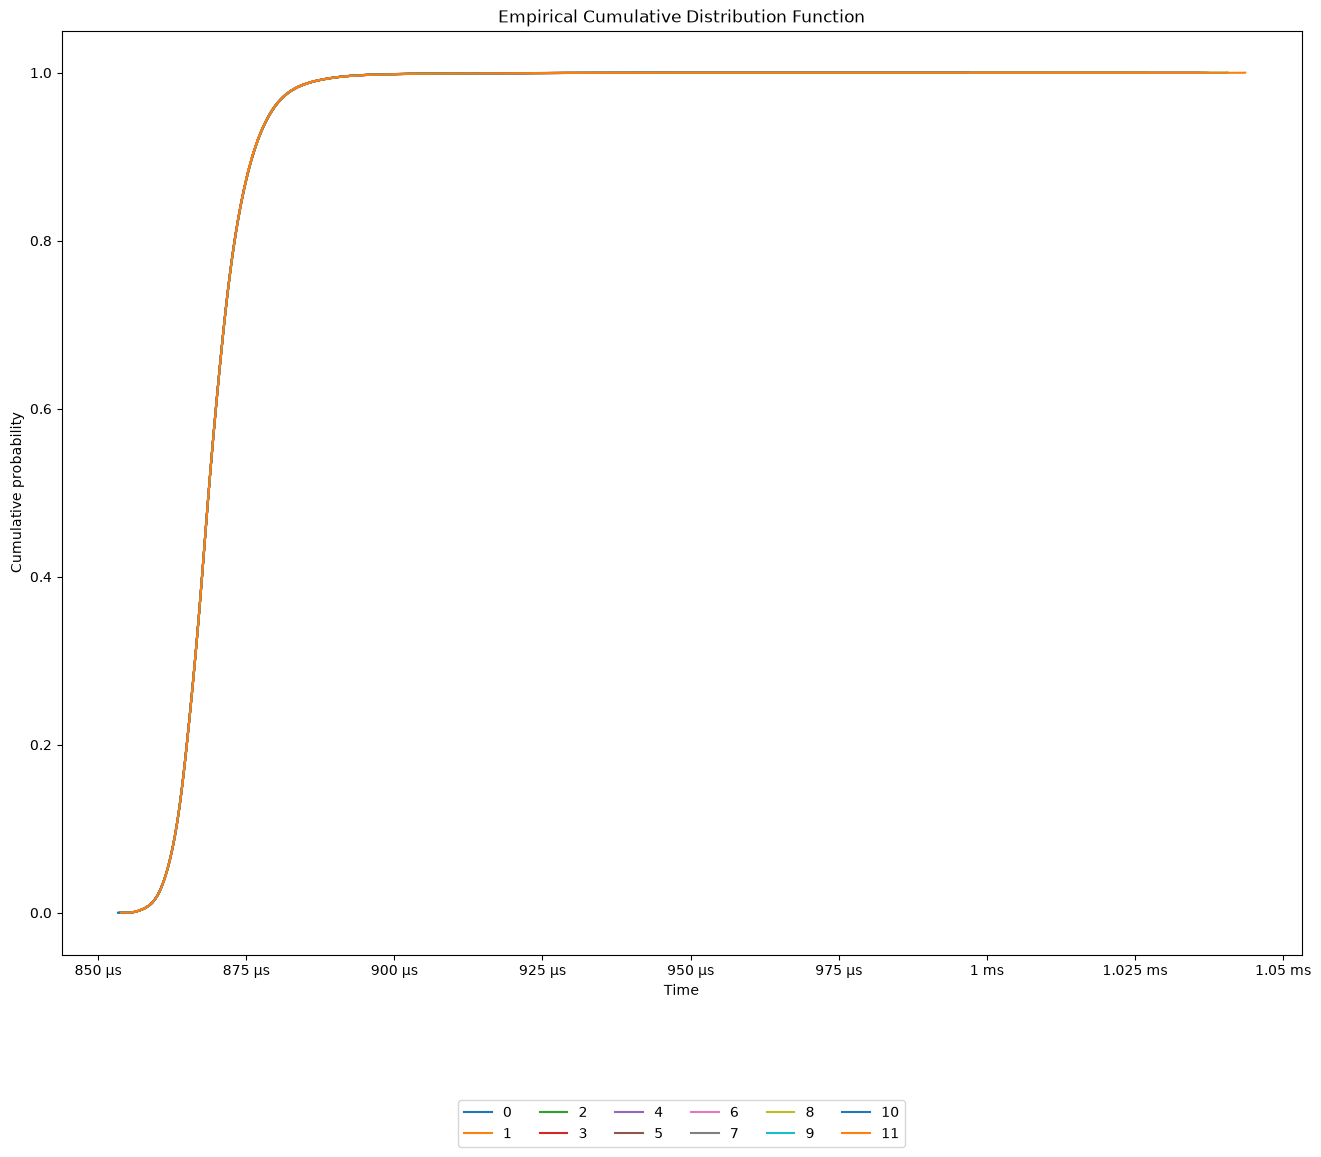 Empirical Cumulative Distribution Function
1.0
0.8
0.6
0.4
0.2
0.0
Cumulative probability
850 µs 875 µs 900 µs 925 µs 950 µs 975 µs 1 ms 1.025 ms 1.05 ms
Time
0 2 4 6 8 10
1 3 5 7 9 11